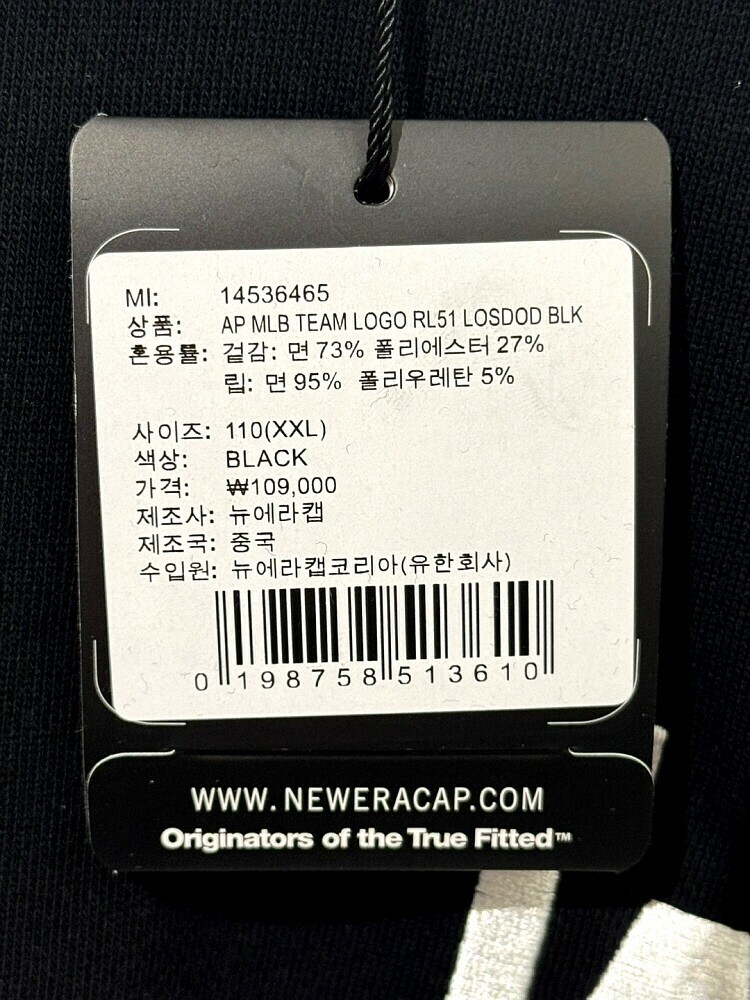 MI: 14536465
상품: AP MLB TEAM LOGO RL51 LOSDOD BLK
혼용률: 겉감: 면 73% 폴리에스터 27%
립: 면 95% 폴리우레탄 5%
사이즈: 110(XXL)
색상: BLACK
가격: ₩109,000
제조사: 뉴에라캡
제조국: 중국
수입원: 뉴에라캡코리아(유한회사)
0 198758 513610
WWW.NEWERACAP.COM
Originators of the True Fitted™